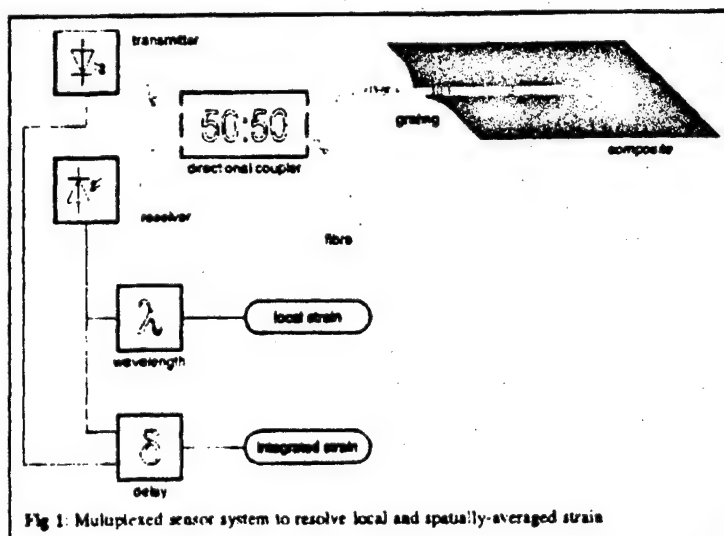 transmitter
50:50
directional coupler
grating
composite
receiver
fibre
λ
wavelength
local strain
δ
delay
integrated strain
Fig 1: Multiplexed sensor system to resolve local and spatially-averaged strain